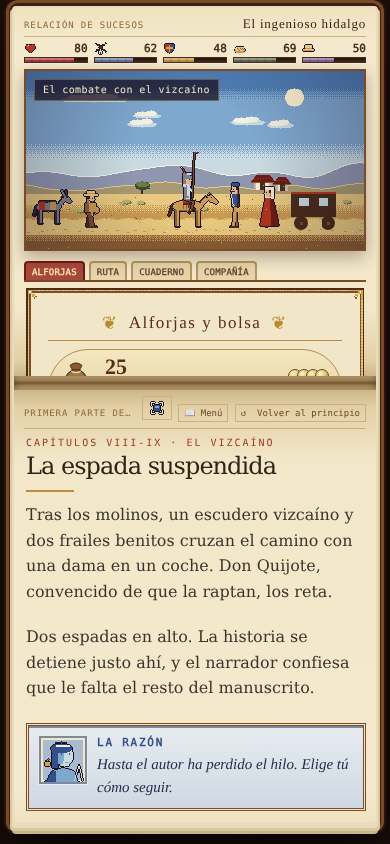 RELACIÓN DE SUCESOS
El ingenioso hidalgo
80 62 48 69 50
El combate con el vizcaíno
ALFORJAS RUTA CUADERNO COMPAÑÍA
Alforjas y bolsa
25
PRIMERA PARTE DE… Menú Volver al principio
CAPÍTULOS VIII-IX · EL VIZCAÍNO
La espada suspendida
Tras los molinos, un escudero vizcaíno y
dos frailes benitos cruzan el camino con
una dama en un coche. Don Quijote,
convencido de que la raptan, los reta.
Dos espadas en alto. La historia se
detiene justo ahí, y el narrador confiesa
que le falta el resto del manuscrito.
LA RAZÓN
Hasta el autor ha perdido el hilo. Elige tú
cómo seguir.